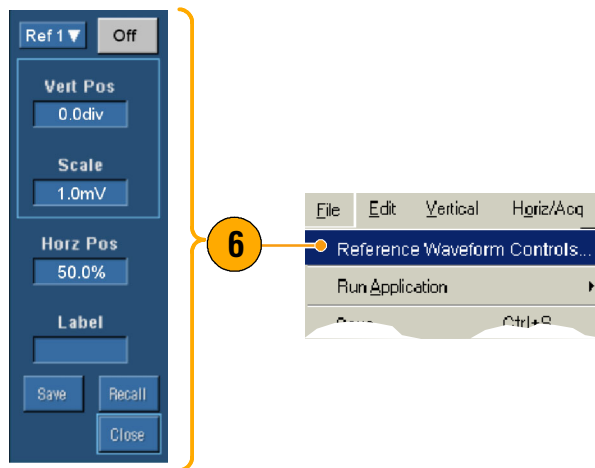 Ref 1 Off
Vert Pos
0.0div
Scale
1.0mV
Horz Pos
50.0%
Label
Save Recall
Close
6
File Edit Vertical Horiz/Acq
Reference Waveform Controls...
Run Application
Ctrl+S